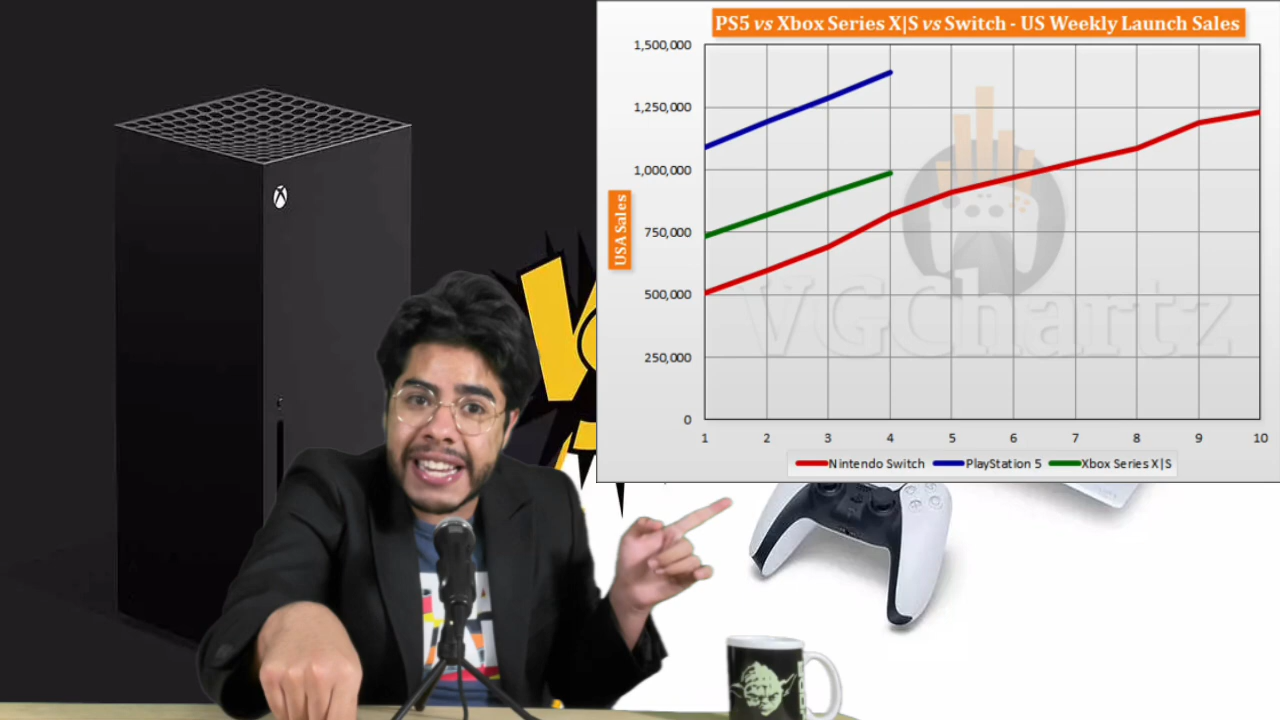 PS5 vs Xbox Series X|S vs Switch - US Weekly Launch Sales
1,500,000
1,250,000
1,000,000
750,000
500,000
250,000
0
USA Sales
VGChartz
1 2 3 4 5 6 7 8 9 10
Nintendo Switch PlayStation 5 Xbox Series X|S